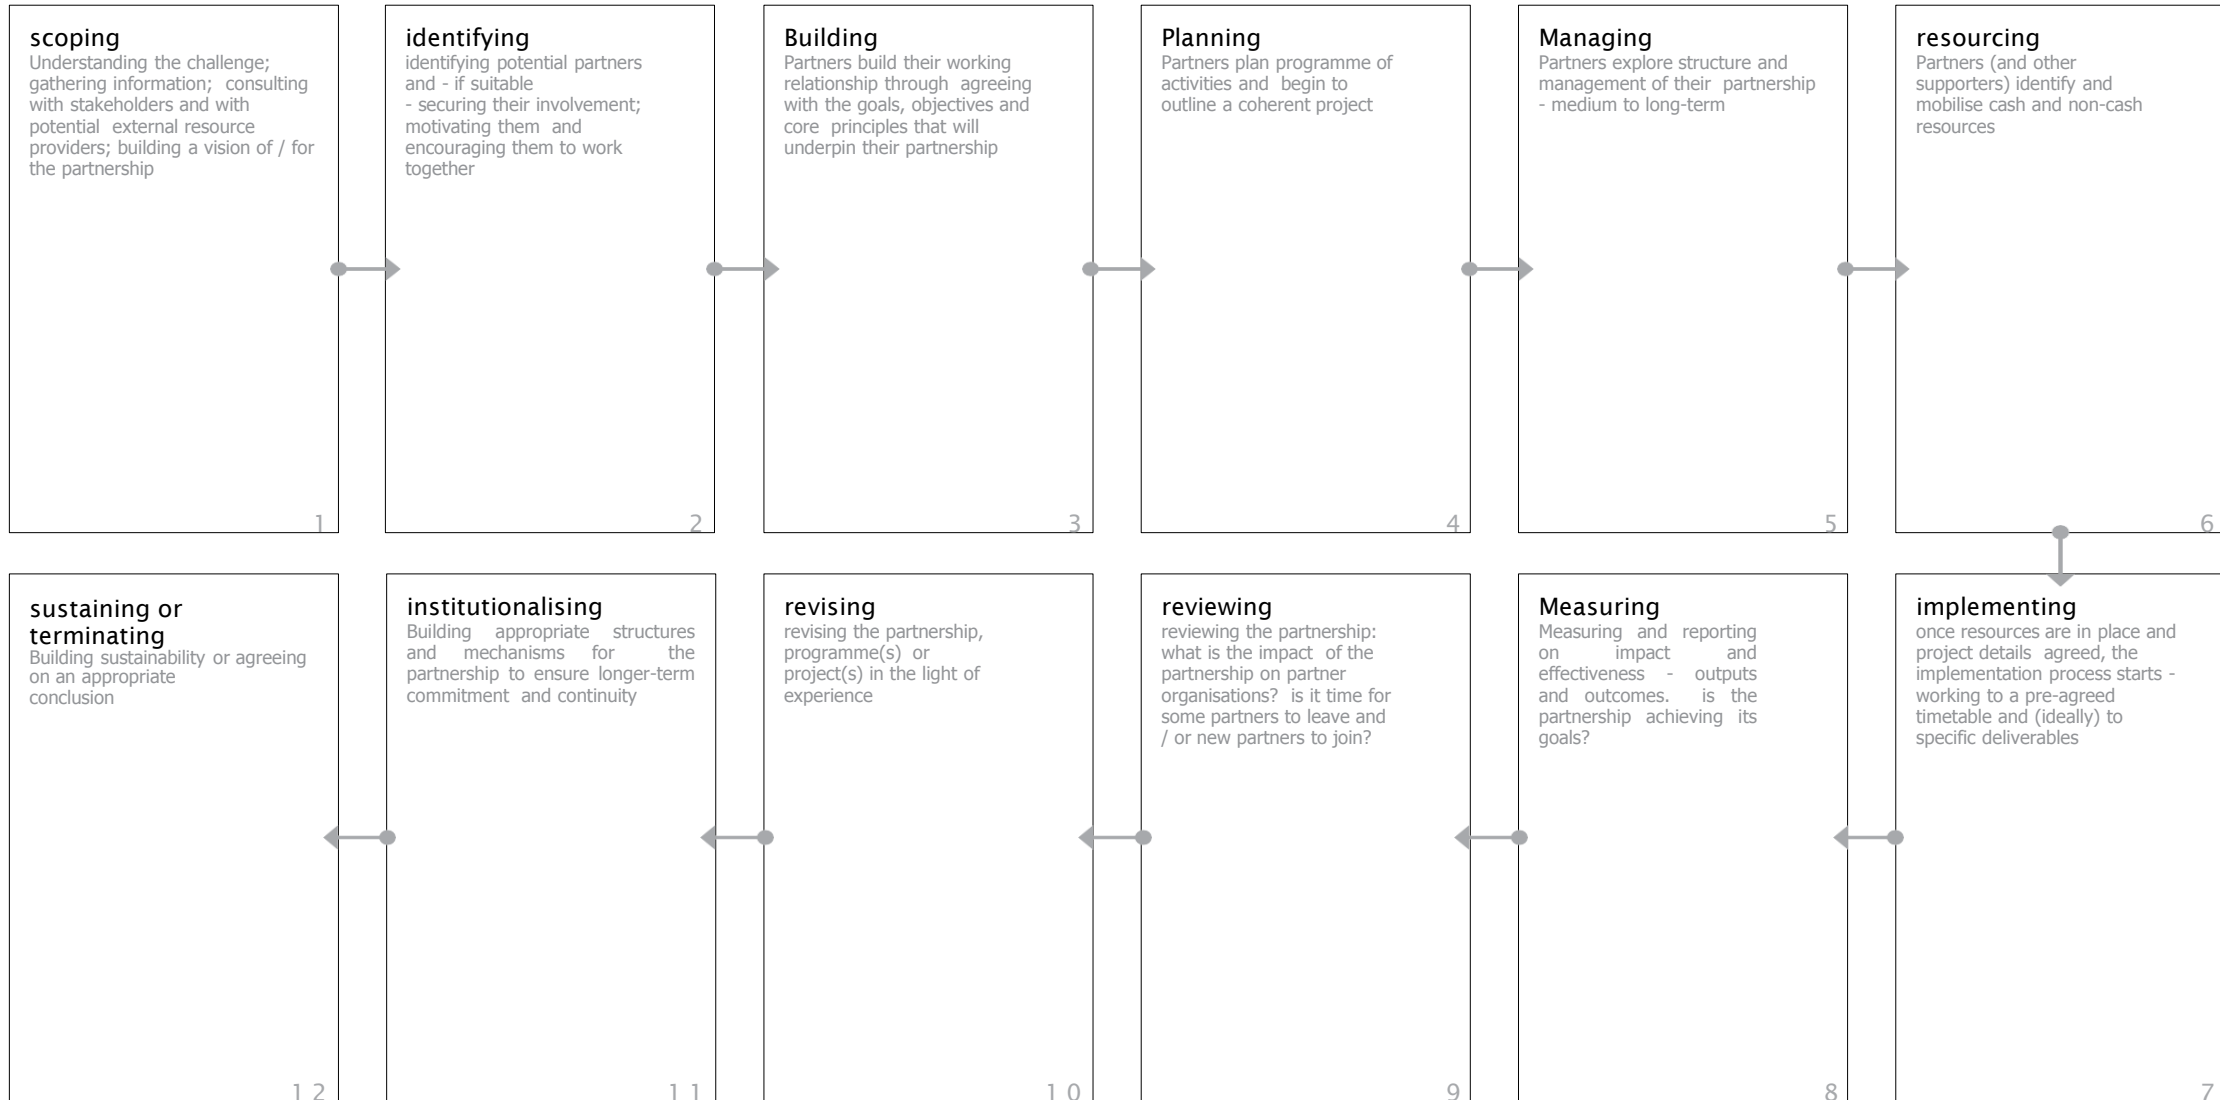 scoping
Understanding the challenge;
gathering information; consulting
with stakeholders and with
potential external resource
providers; building a vision of / for
the partnership
1
identifying
identifying potential partners
and - if suitable
- securing their involvement;
motivating them and
encouraging them to work
together
2
Building
Partners build their working
relationship through agreeing
with the goals, objectives and
core principles that will
underpin their partnership
3
Planning
Partners plan programme of
activities and begin to
outline a coherent project
4
Managing
Partners explore structure and
management of their partnership
- medium to long-term
5
resourcing
Partners (and other
supporters) identify and
mobilise cash and non-cash
resources
6
implementing
once resources are in place and
project details agreed, the
implementation process starts -
working to a pre-agreed
timetable and (ideally) to
specific deliverables
7
Measuring
Measuring and reporting
on impact and
effectiveness - outputs
and outcomes. is the
partnership achieving its
goals?
8
reviewing
reviewing the partnership:
what is the impact of the
partnership on partner
organisations? is it time for
some partners to leave and
/ or new partners to join?
9
revising
revising the partnership,
programme(s) or
project(s) in the light of
experience
1 0
institutionalising
Building appropriate structures
and mechanisms for the
partnership to ensure longer-term
commitment and continuity
1 1
sustaining or
terminating
Building sustainability or agreeing
on an appropriate
conclusion
1 2